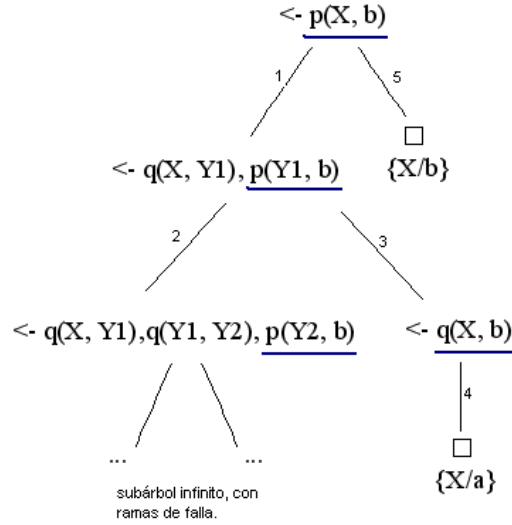 <- p(X, b)
1
5
□
{X/b}
<- q(X, Y1), p(Y1, b)
2
3
<- q(X, Y1),q(Y1, Y2), p(Y2, b)
<- q(X, b)
4
... ...
□
{X/a}
subárbol infinito, con
ramas de falla.